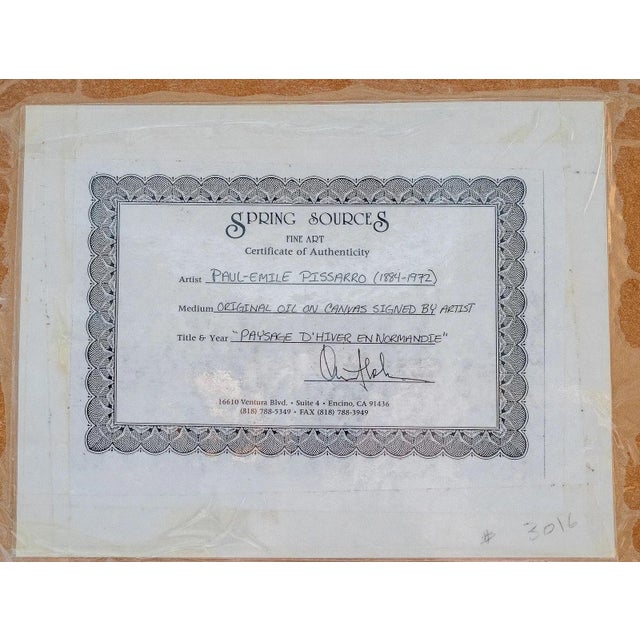 SPRING SOURCES
FINE ART
Certificate of Authenticity
Artist PAUL-EMILE PISSARRO (1884-1972)
Medium ORIGINAL OIL ON CANVAS SIGNED BY ARTIST
Title & Year "PAYSAGE D'HIVER EN NORMANDIE"
16610 Ventura Blvd. • Suite 4 • Encino, CA 91436
(818) 788-5349 • FAX (818) 788-3949
# 3016